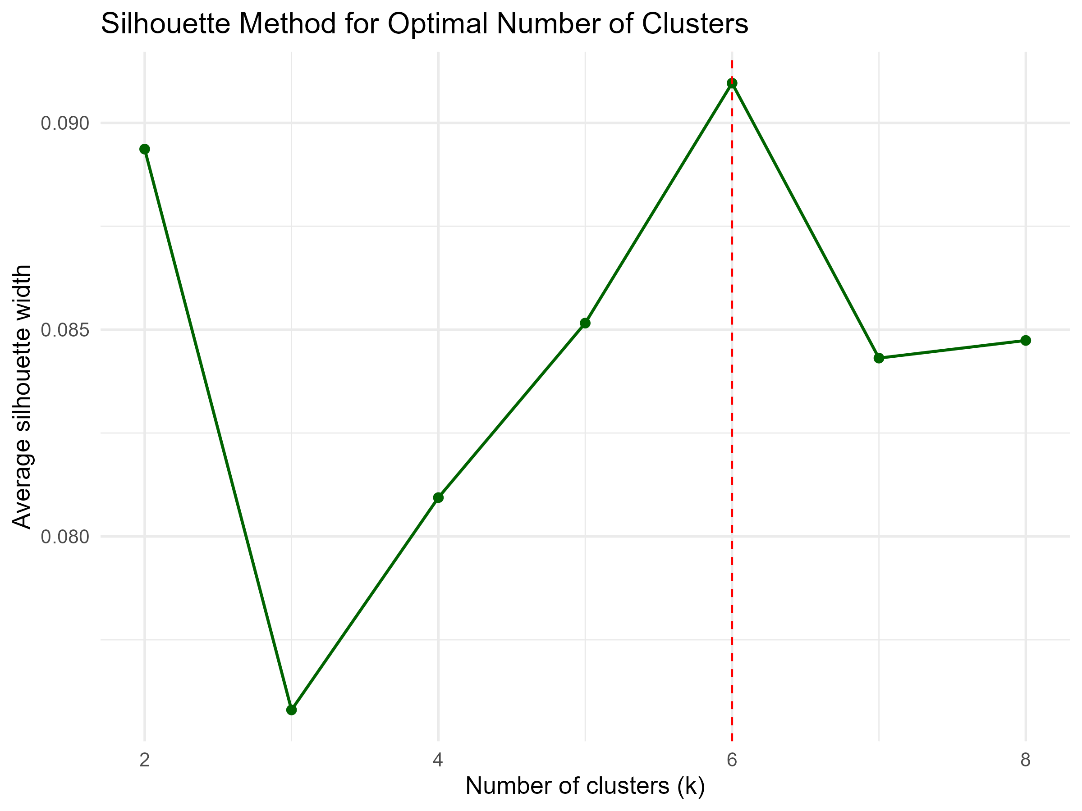 Silhouette Method for Optimal Number of Clusters
Average silhouette width
0.090
0.085
0.080
2 4 6 8
Number of clusters (k)